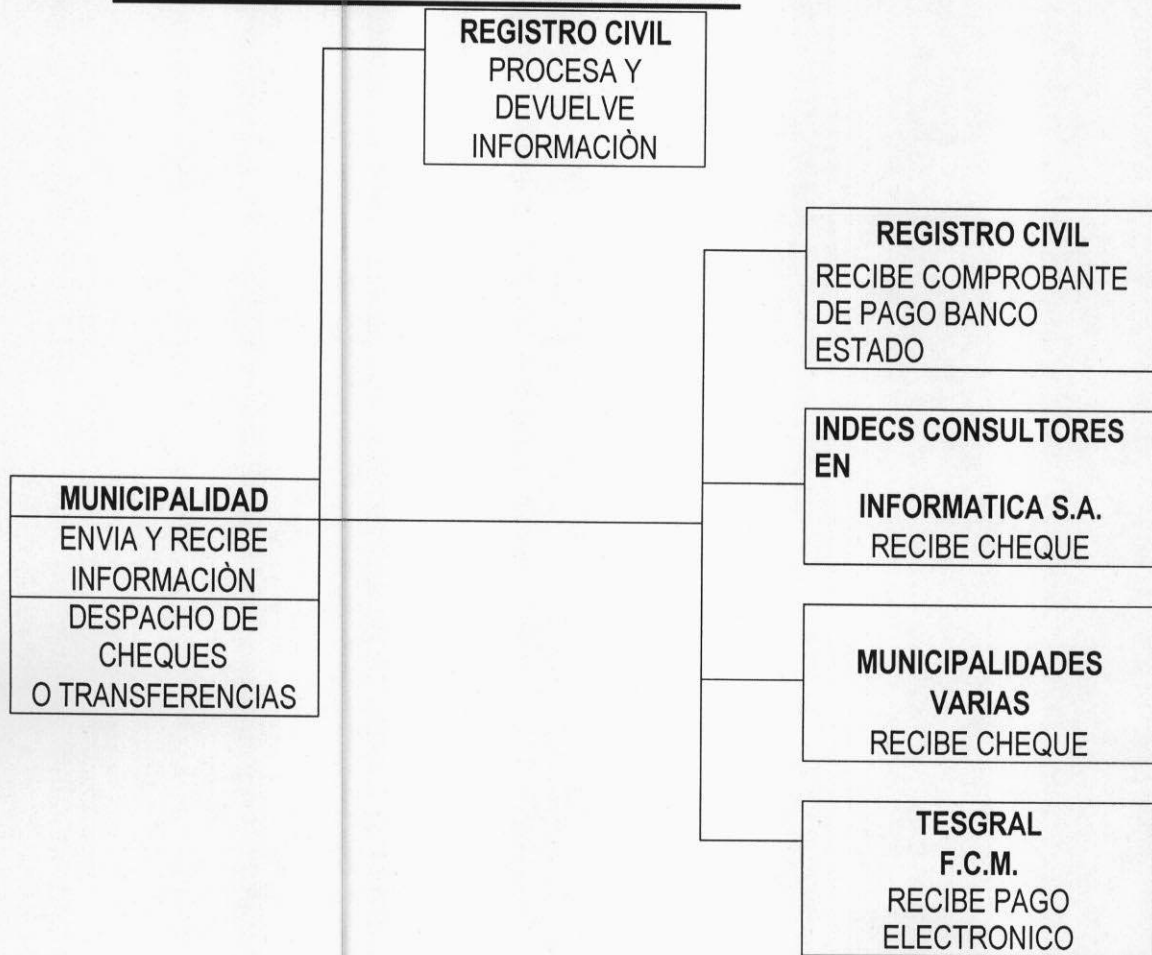 REGISTRO CIVIL
PROCESA Y
DEVUELVE
INFORMACIÒN
REGISTRO CIVIL
RECIBE COMPROBANTE
DE PAGO BANCO
ESTADO
INDECS CONSULTORES
EN
INFORMATICA S.A.
RECIBE CHEQUE
MUNICIPALIDAD
ENVIA Y RECIBE
INFORMACIÒN
DESPACHO DE
CHEQUES
O TRANSFERENCIAS
MUNICIPALIDADES
VARIAS
RECIBE CHEQUE
TESGRAL
F.C.M.
RECIBE PAGO
ELECTRONICO